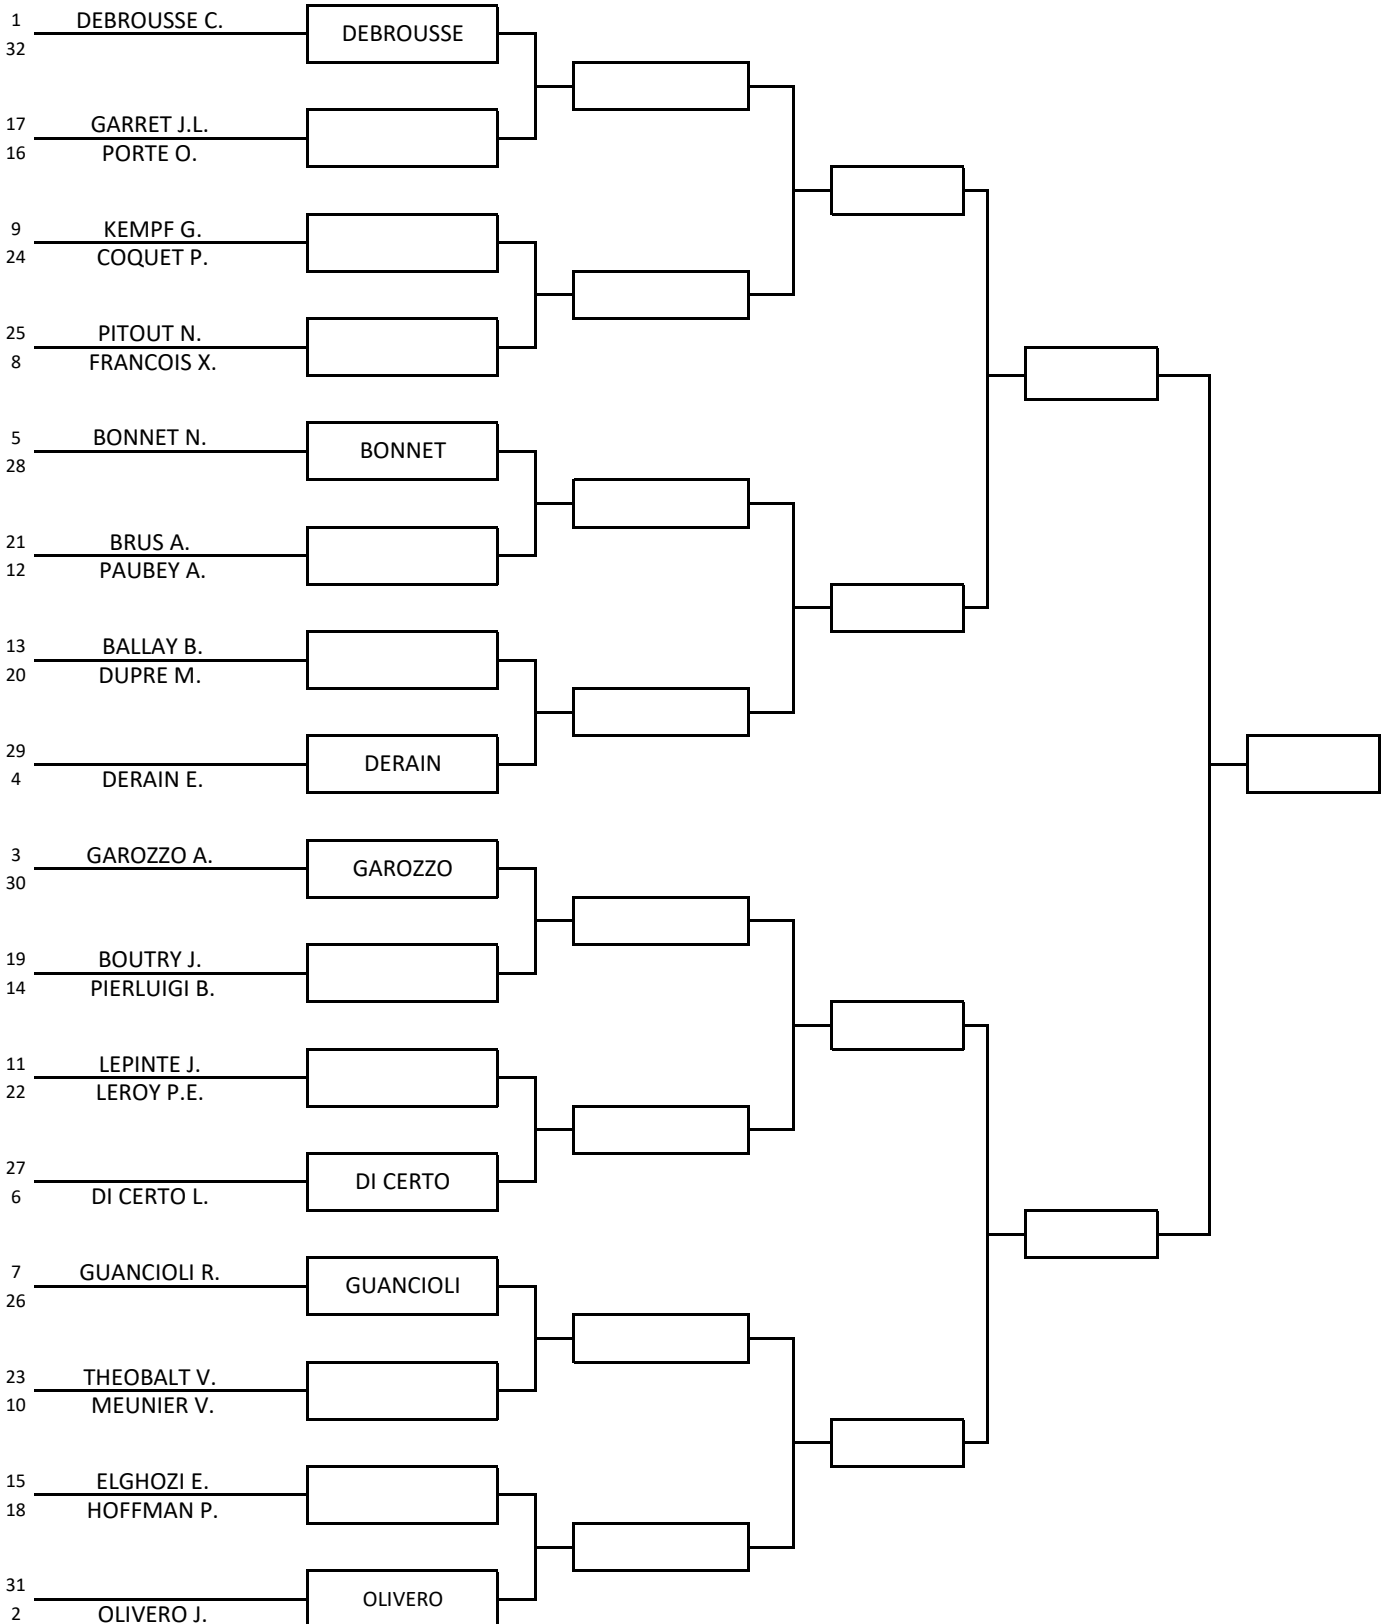 1 DEBROUSSE C. DEBROUSSE
32
17 GARRET J.L.
16 PORTE O.
9 KEMPF G.
24 COQUET P.
25 PITOUT N.
8 FRANCOIS X.
5 BONNET N. BONNET
28
21 BRUS A.
12 PAUBEY A.
13 BALLAY B.
20 DUPRE M.
29 DERAIN
4 DERAIN E.
3 GAROZZO A. GAROZZO
30
19 BOUTRY J.
14 PIERLUIGI B.
11 LEPINTE J.
22 LEROY P.E.
27 DI CERTO
6 DI CERTO L.
7 GUANCIOLI R. GUANCIOLI
26
23 THEOBALT V.
10 MEUNIER V.
15 ELGHOZI E.
18 HOFFMAN P.
31 OLIVERO
2 OLIVERO J.